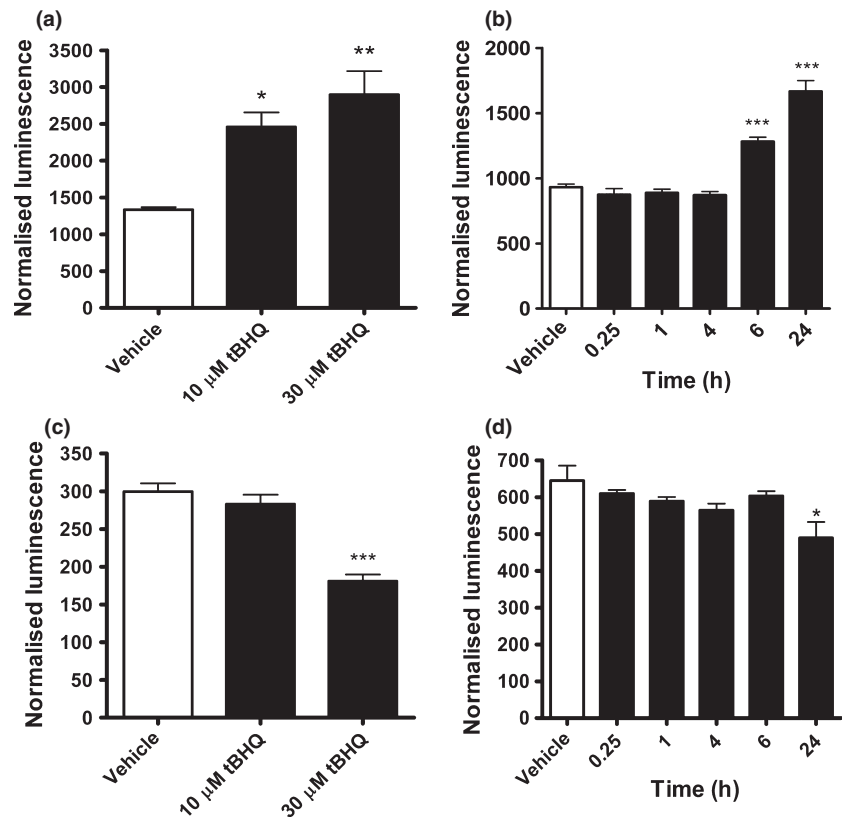 (a)
Normalised luminescence
3500
3000
2500
2000
1500
1000
500
0
*
**
Vehicle
10 μM tBHQ
30 μM tBHQ
(b)
Normalised luminescence
2000
1500
1000
500
0
***
***
Vehicle
0.25
1
4
6
24
Time (h)
(c)
Normalised luminescence
350
300
250
200
150
100
50
0
***
Vehicle
10 μM tBHQ
30 μM tBHQ
(d)
Normalised luminescence
700
600
500
400
300
200
100
0
*
Vehicle
0.25
1
4
6
24
Time (h)